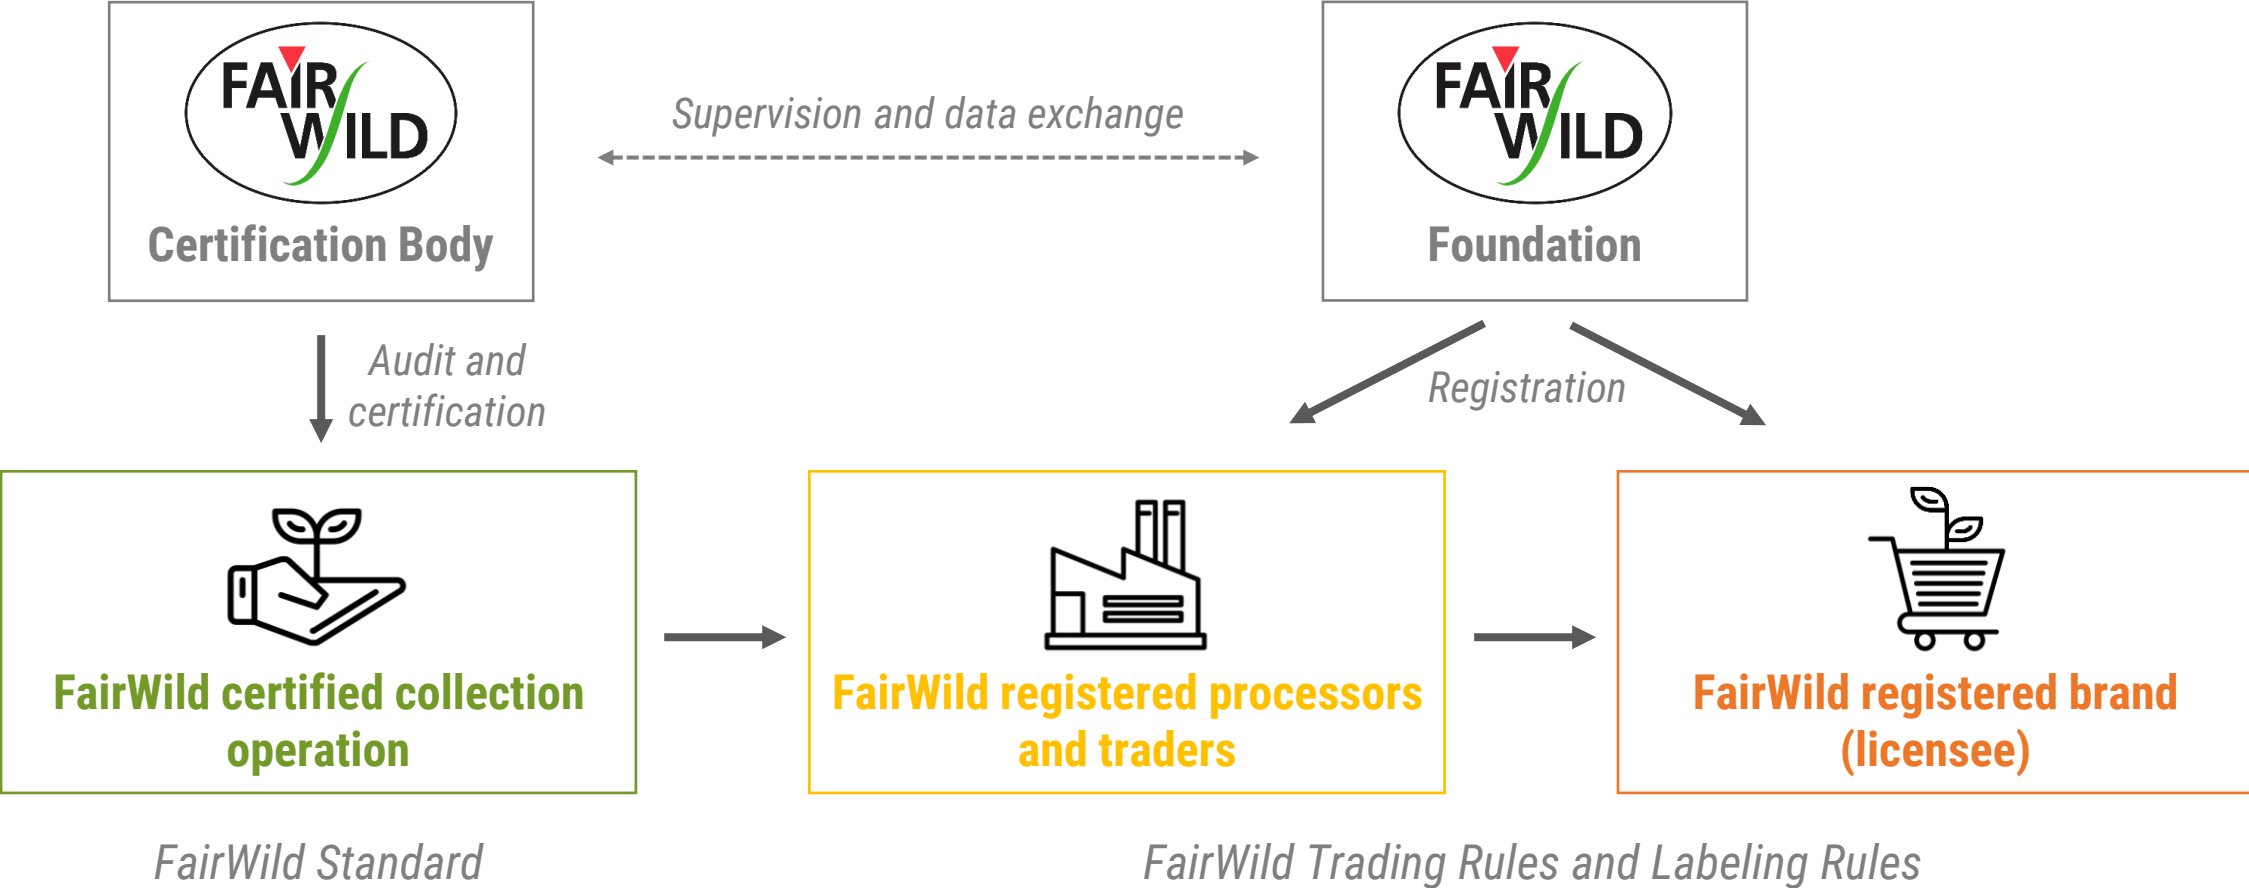 FAIR
WILD
Certification Body
Supervision and data exchange
FAIR
WILD
Foundation
Audit and
certification
Registration
FairWild certified collection
operation
FairWild registered processors
and traders
FairWild registered brand
(licensee)
FairWild Standard
FairWild Trading Rules and Labeling Rules